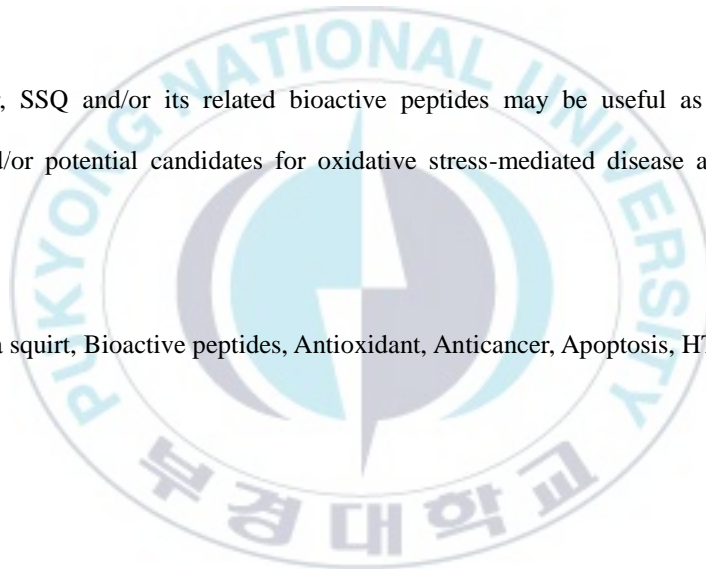 PUKYONG NATIONAL UNIVERSITY
, SSQ and/or its related bioactive peptides may be useful as
d/or potential candidates for oxidative stress-mediated disease a
a squirt, Bioactive peptides, Antioxidant, Anticancer, Apoptosis, HT
부경대학교